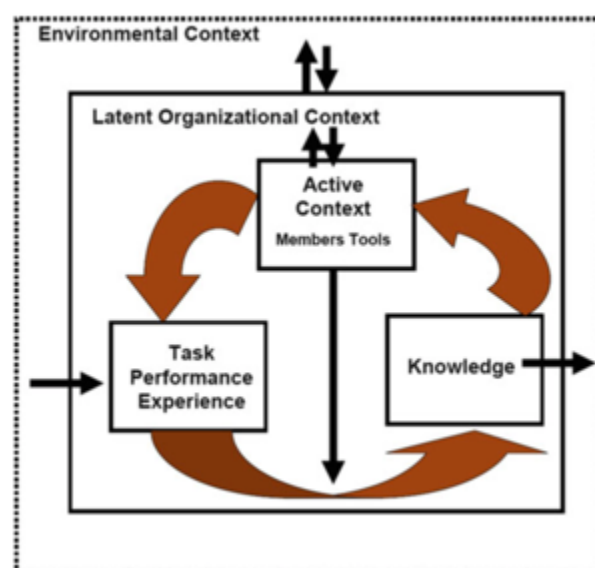 Environmental Context
Latent Organizational Context
Active
Context
Members Tools
Task
Performance
Experience
Knowledge